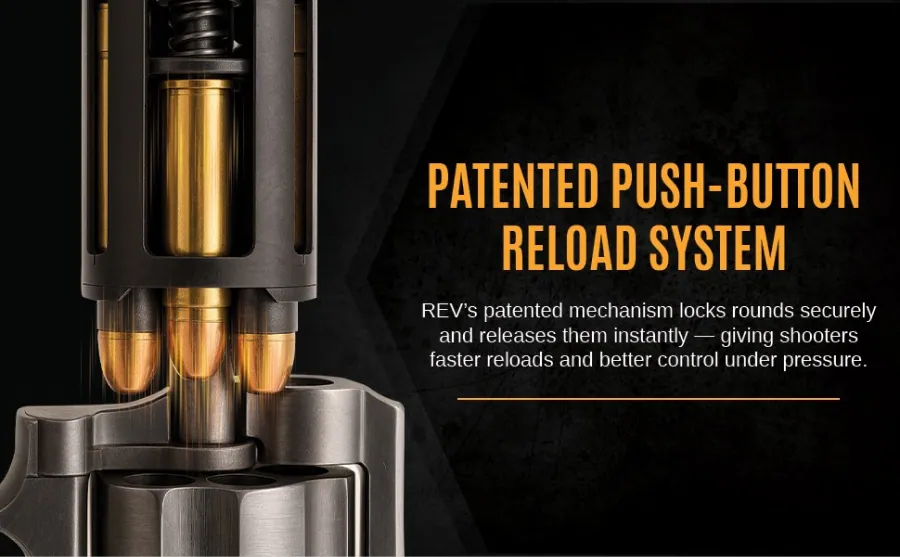 PATENTED PUSH-BUTTON
RELOAD SYSTEM
REV’s patented mechanism locks rounds securely
and releases them instantly — giving shooters
faster reloads and better control under pressure.